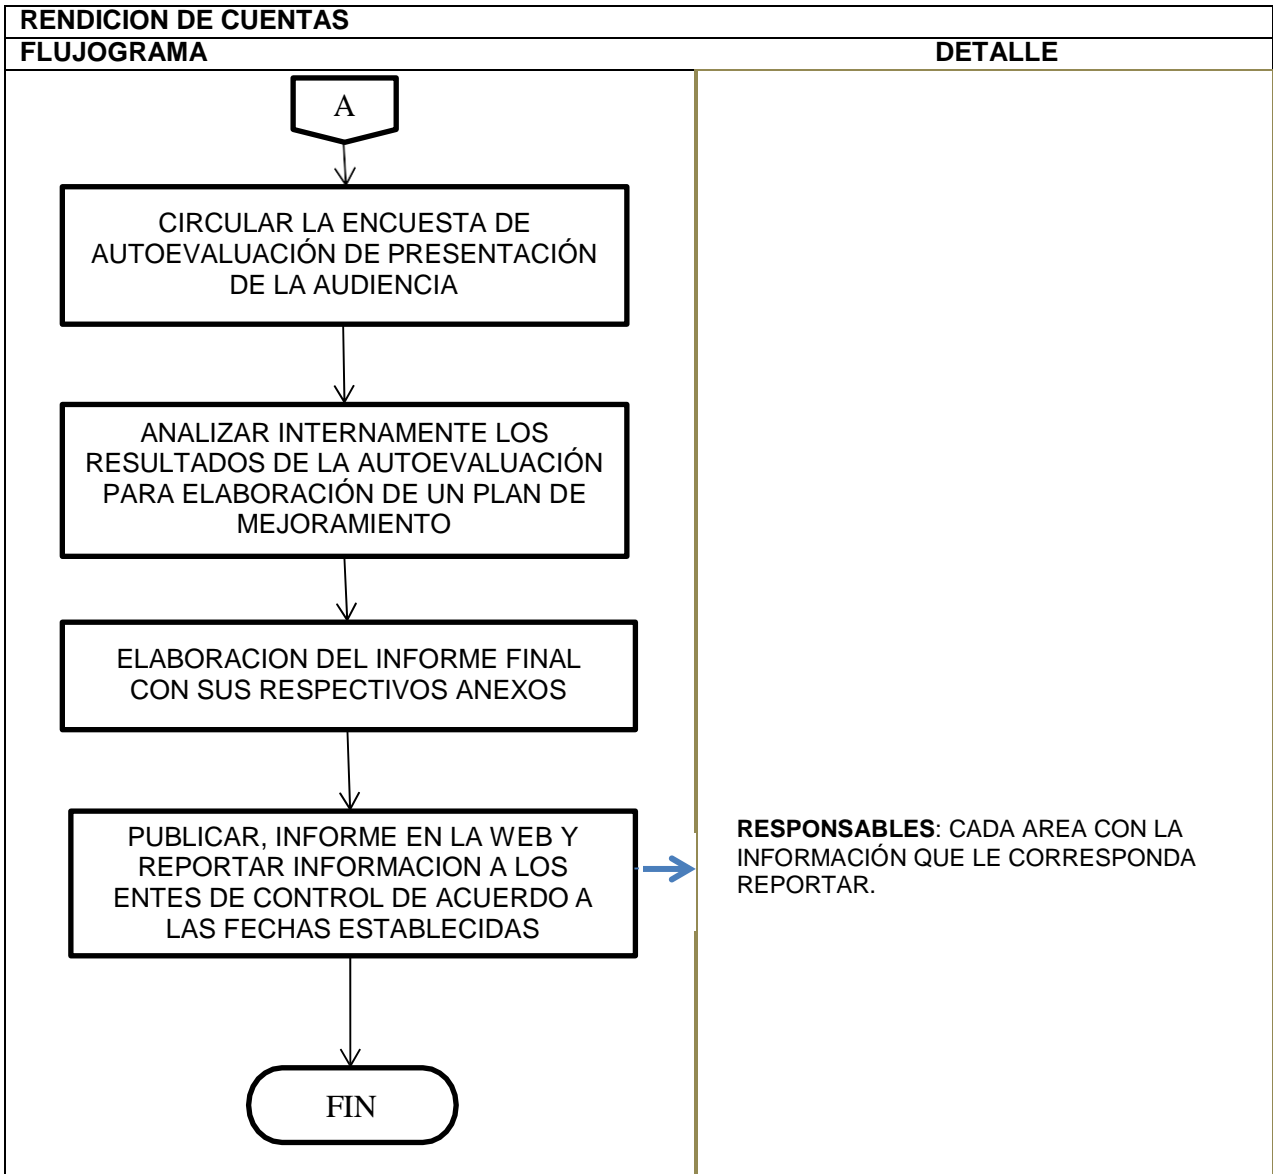 RENDICION DE CUENTAS
FLUJOGRAMA
DETALLE
A
CIRCULAR LA ENCUESTA DE
AUTOEVALUACIÓN DE PRESENTACIÓN
DE LA AUDIENCIA
ANALIZAR INTERNAMENTE LOS
RESULTADOS DE LA AUTOEVALUACIÓN
PARA ELABORACIÓN DE UN PLAN DE
MEJORAMIENTO
ELABORACION DEL INFORME FINAL
CON SUS RESPECTIVOS ANEXOS
PUBLICAR, INFORME EN LA WEB Y
REPORTAR INFORMACION A LOS
ENTES DE CONTROL DE ACUERDO A
LAS FECHAS ESTABLECIDAS
RESPONSABLES: CADA AREA CON LA
INFORMACIÓN QUE LE CORRESPONDA
REPORTAR.
FIN